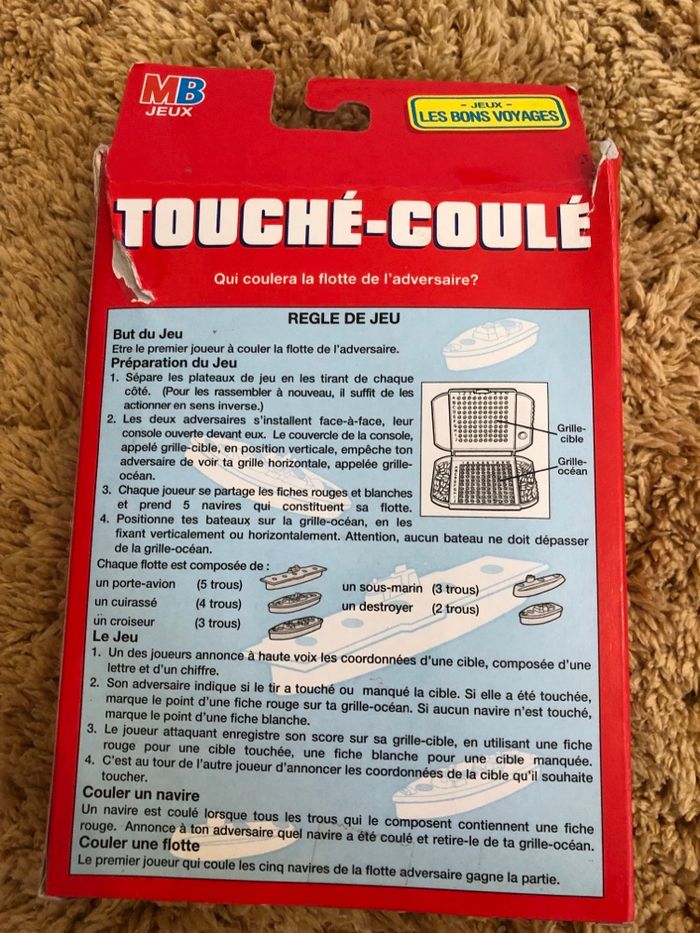 MB
JEUX
- JEUX -
LES BONS VOYAGES
TOUCHÉ-COULÉ
Qui coulera la flotte de l'adversaire?
REGLE DE JEU
But du Jeu
Etre le premier joueur à couler la flotte de l'adversaire.
Préparation du Jeu
1. Sépare les plateaux de jeu en les tirant de chaque
côté. (Pour les rassembler à nouveau, il suffit de les
actionner en sens inverse.)
2. Les deux adversaires s'installent face-à-face, leur
console ouverte devant eux. Le couvercle de la console,
appelé grille-cible, en position verticale, empêche ton
adversaire de voir ta grille horizontale, appelée grille-
océan.
3. Chaque joueur se partage les fiches rouges et blanches
et prend 5 navires qui constituent sa flotte.
4. Positionne tes bateaux sur la grille-océan, en les
fixant verticalement ou horizontalement. Attention, aucun bateau ne doit dépasser
de la grille-océan.
Grille-
cible
Grille-
océan
Chaque flotte est composée de :
un porte-avion (5 trous)
un cuirassé (4 trous)
un croiseur (3 trous)
un sous-marin (3 trous)
un destroyer (2 trous)
Le Jeu
1. Un des joueurs annonce à haute voix les coordonnées d'une cible, composée d'une
lettre et d'un chiffre.
2. Son adversaire indique si le tir a touché ou manqué la cible. Si elle a été touchée,
marque le point d'une fiche rouge sur ta grille-océan. Si aucun navire n'est touché,
marque le point d'une fiche blanche.
3. Le joueur attaquant enregistre son score sur sa grille-cible, en utilisant une fiche
rouge pour une cible touchée, une fiche blanche pour une cible manquée.
4. C'est au tour de l'autre joueur d'annoncer les coordonnées de la cible qu'il souhaite
toucher.
Couler un navire
Un navire est coulé lorsque tous les trous qui le composent contiennent une fiche
rouge. Annonce à ton adversaire quel navire a été coulé et retire-le de ta grille-océan.
Couler une flotte
Le premier joueur qui coule les cinq navires de la flotte adversaire gagne la partie.